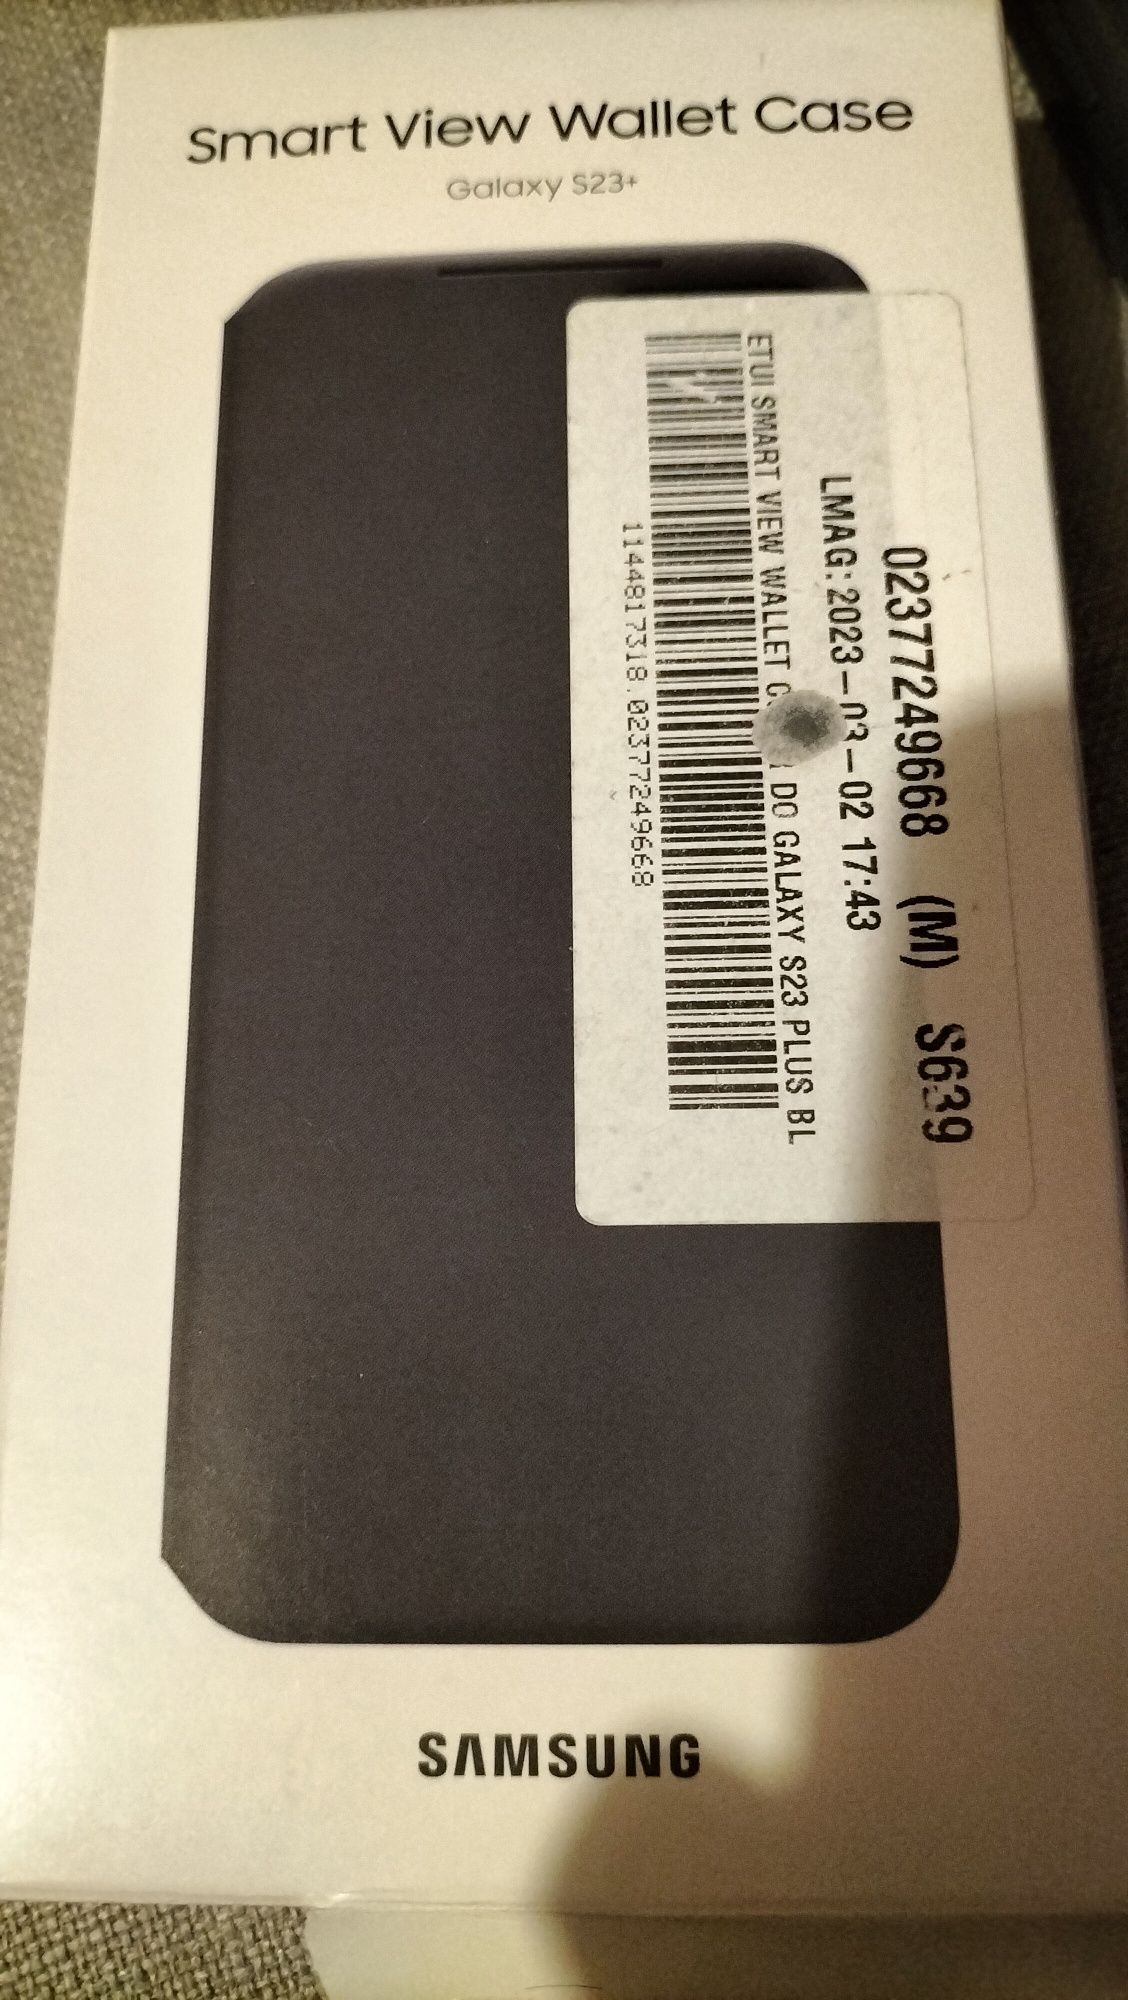 Smart View Wallet Case
Galaxy S23+
02377249668 (M) S639
LMAG: 2023-03-02 17:43
ETUI SMART VIEW WALLET DO GALAXY S23 PLUS BL
1144817318.02377249668
SAMSUNG